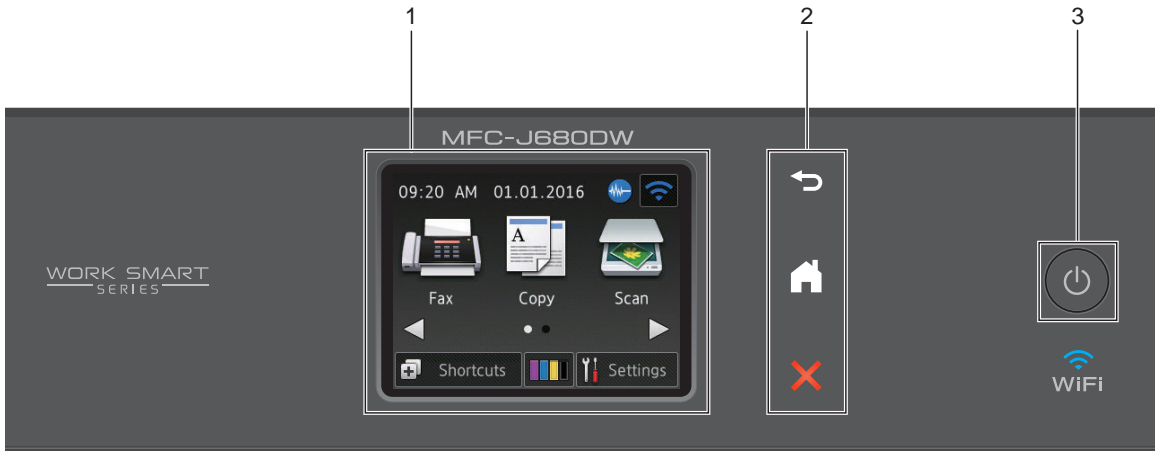 1 2 3
MFC-J680DW
09:20 AM 01.01.2016
A
WORK SMART
SERIES
Fax Copy Scan
Shortcuts Settings
WiFi